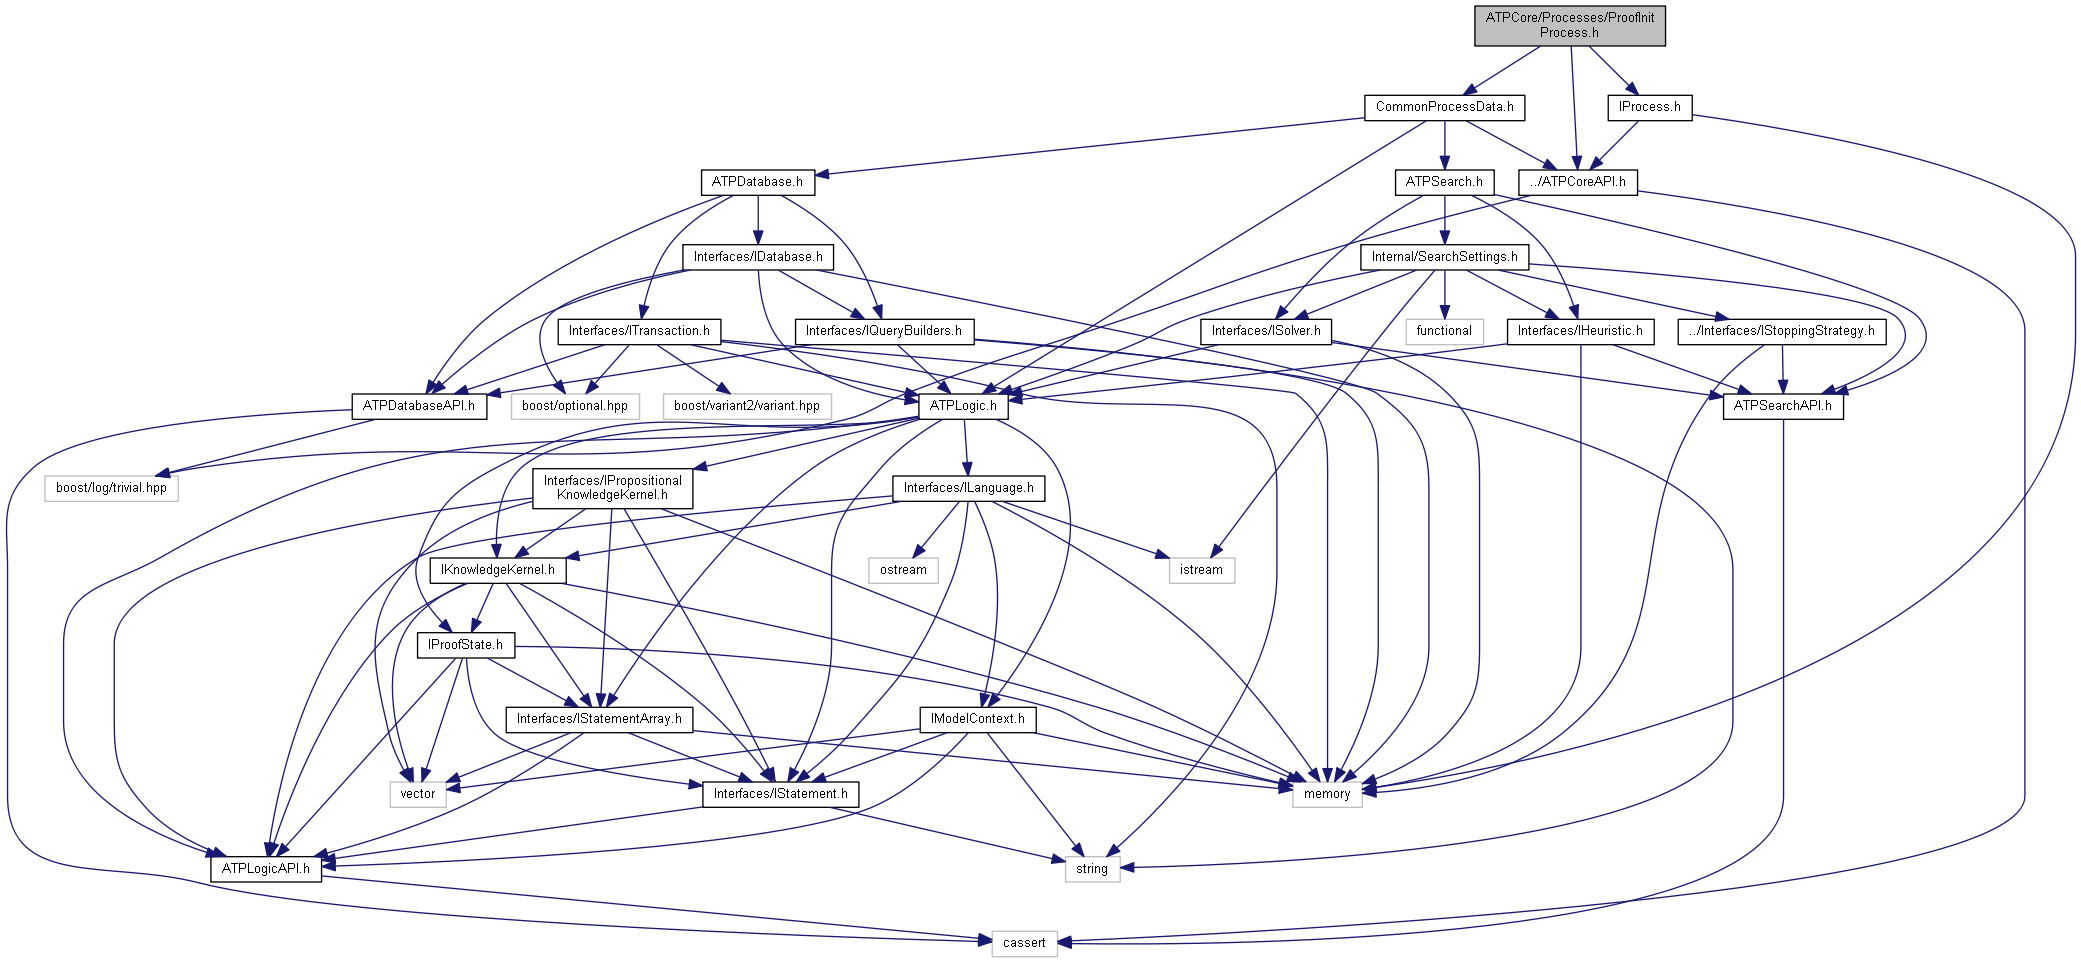 ATPCore/Processes/ProofInit
Process.h
CommonProcessData.h
IProcess.h
ATPDatabase.h
ATPSearch.h
../ATPCoreAPI.h
Interfaces/IDatabase.h
Internal/SearchSettings.h
Interfaces/ITransaction.h
Interfaces/IQueryBuilders.h
Interfaces/ISolver.h
functional
Interfaces/IHeuristic.h
../Interfaces/IStoppingStrategy.h
ATPDatabaseAPI.h
boost/optional.hpp
boost/variant2/variant.hpp
ATPLogic.h
ATPSearchAPI.h
boost/log/trivial.hpp
Interfaces/IPropositional
KnowledgeKernel.h
Interfaces/ILanguage.h
IKnowledgeKernel.h
ostream
istream
IProofState.h
Interfaces/IStatementArray.h
IModelContext.h
vector
Interfaces/IStatement.h
memory
ATPLogicAPI.h
string
cassert